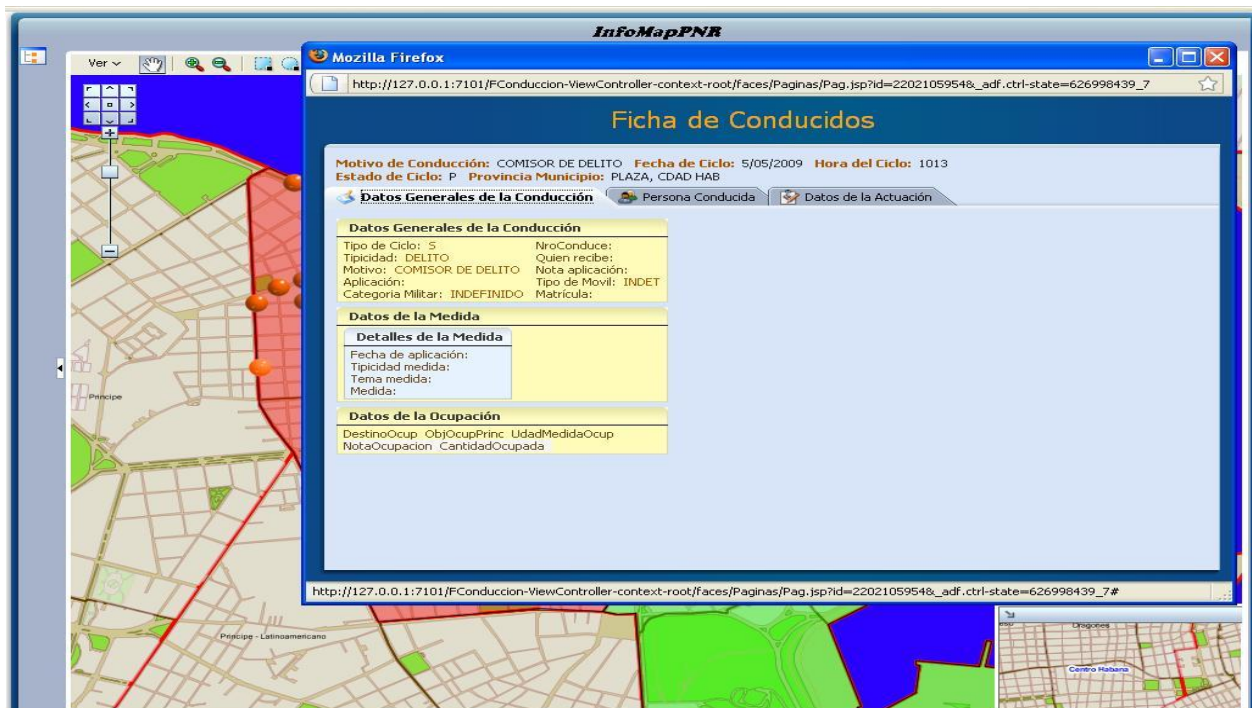 InfoMapPNR
Ver
Mozilla Firefox
http://127.0.0.1:7101/FConduccion-ViewController-context-root/faces/Paginas/Pag.jsp?id=220210595​4&_adf.ctrl-state=626998439_7
Ficha de Conducidos
Motivo de Conducción: COMISOR DE DELITO Fecha de Ciclo: 5/05/2009 Hora del Ciclo: 1013
Estado de Ciclo: P Provincia Municipio: PLAZA, CDAD HAB
Datos Generales de la Conducción Persona Conducida Datos de la Actuación
Datos Generales de la Conducción
Tipo de Ciclo: S NroConduce:
Tipicidad: DELITO Quien recibe:
Motivo: COMISOR DE DELITO Nota aplicación:
Aplicación: Tipo de Movil: INDET
Categoria Militar: INDEFINIDO Matrícula:
Datos de la Medida
Detalles de la Medida
Fecha de aplicación:
Tipicidad medida:
Tema medida:
Medida:
Datos de la Ocupación
DestinoOcup ObjOcupPrinc UdadMedidaOcup
NotaOcupacion CantidadOcupada
Principe
http://127.0.0.1:7101/FConduccion-ViewController-context-root/faces/Paginas/Pag.jsp?id=2202105954&_adf.ctrl-state=626998439_7#
Principe - Latinoamericano
Dragones
Centro Habana